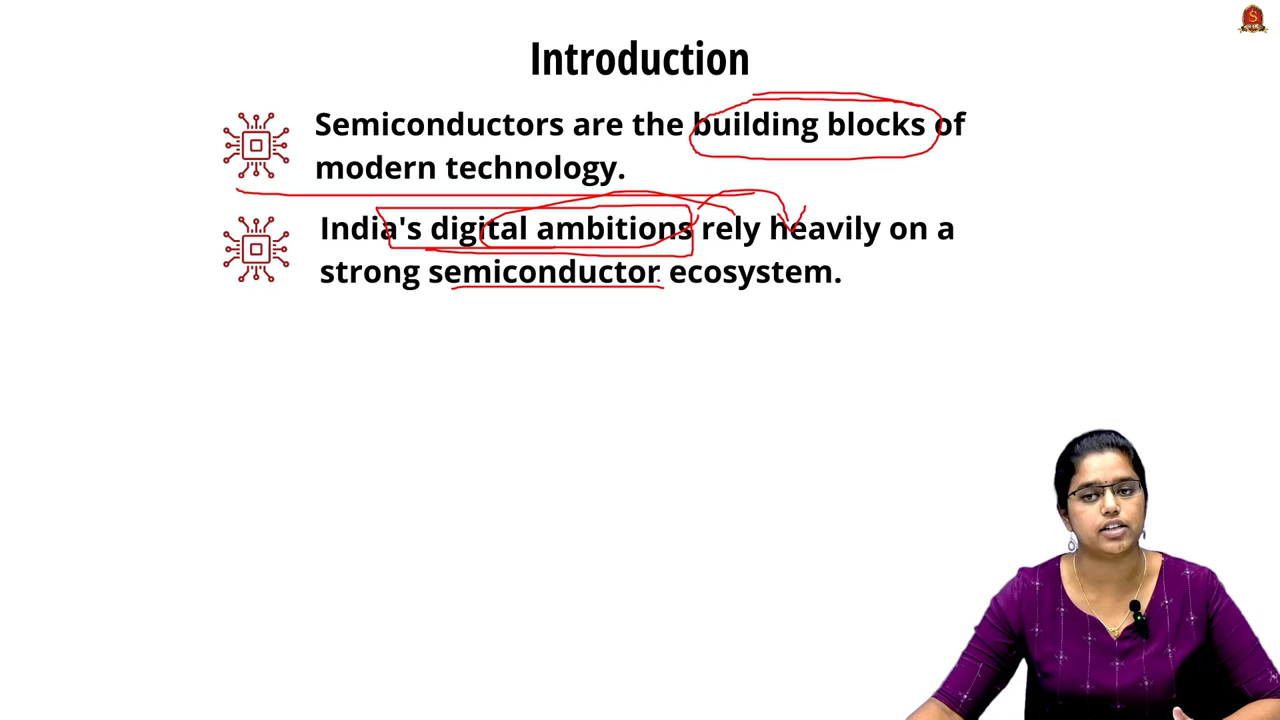 Introduction
Semiconductors are the building blocks of
modern technology.
India's digital ambitions rely heavily on a
strong semiconductor ecosystem.